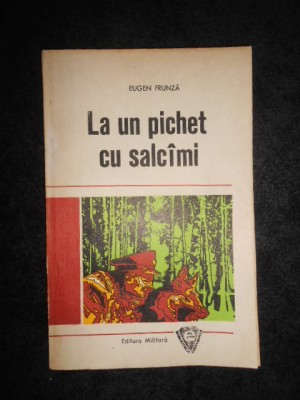 EUGEN FRUNZĂ
La un pichet
cu salcîmi
Editura Militară